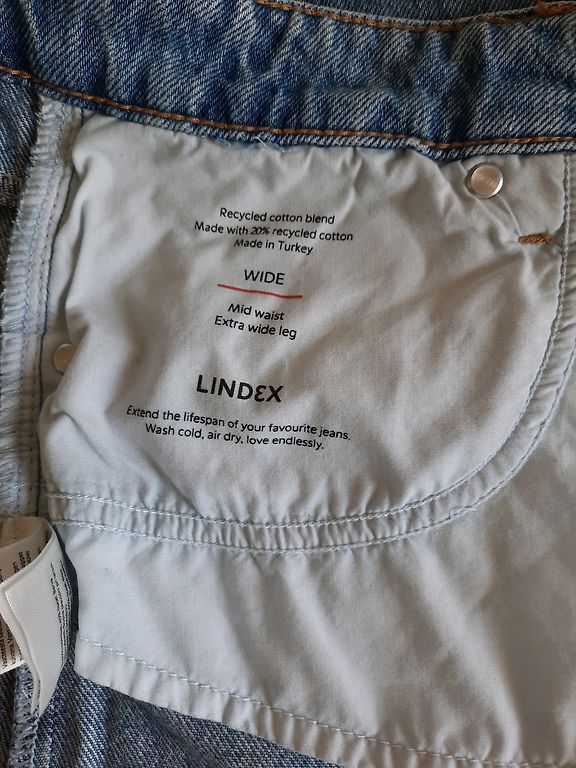 Recycled cotton blend
Made with 20% recycled cotton
Made in Turkey
WIDE
Mid waist
Extra wide leg
LINDEX
Extend the lifespan of your favourite jeans.
Wash cold, air dry, love endlessly.